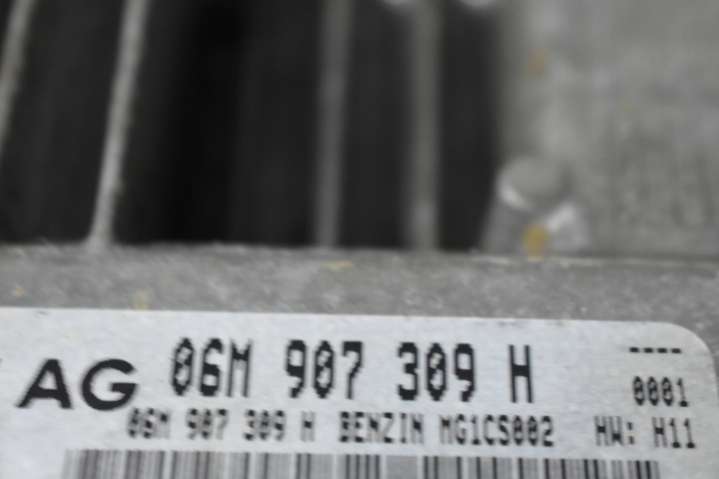 AG 06M 907 309 H ----
0001
06M 907 309 H BENZIN MG1CS002 HW: H11